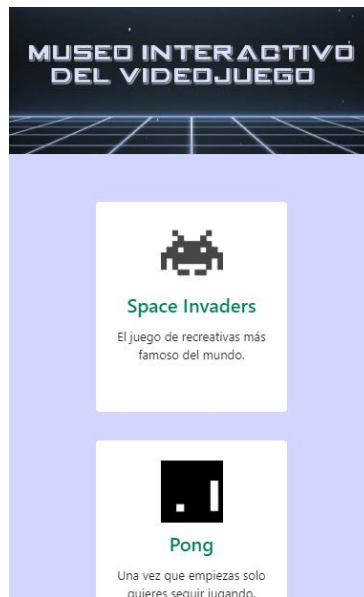 MUSEO INTERACTIVO
DEL VIDEOJUEGO
Space Invaders
El juego de recreativas más
famoso del mundo.
Pong
Una vez que empiezas solo
quieres seguir jugando.